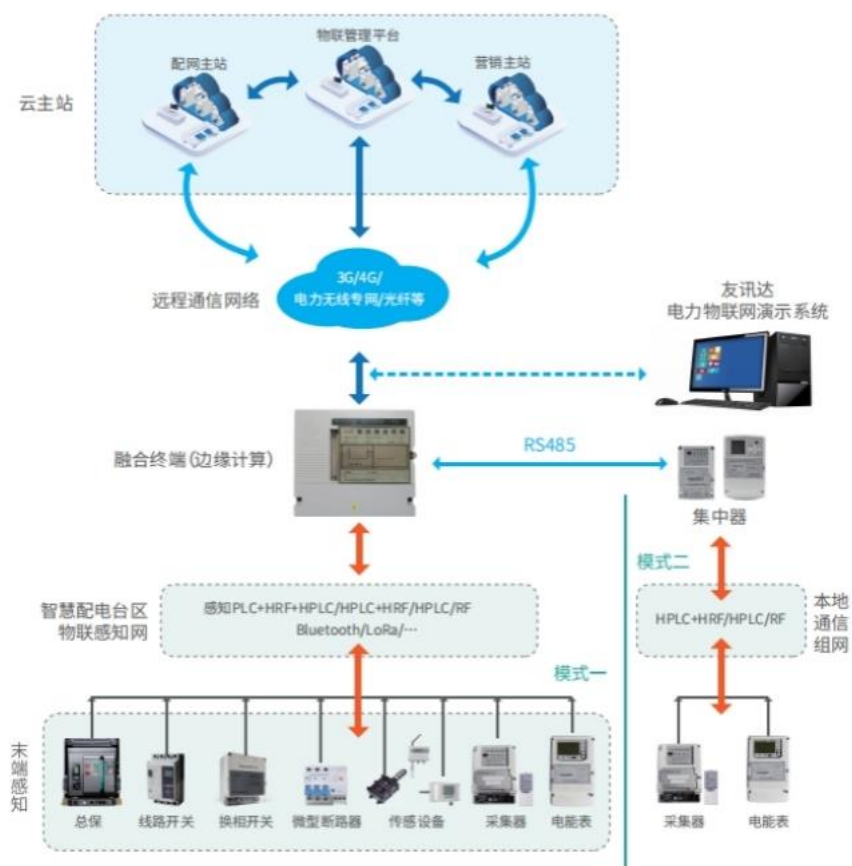 物联管理平台
配网主站
营销主站
云主站
3G/4G/
电力无线专网/光纤等
远程通信网络
友讯达
电力物联网演示系统
融合终端(边缘计算)
RS485
集中器
模式二
智慧配电台区
物联感知网
感知PLC+HRF+HPLC/HPLC+HRF/HPLC/RF
Bluetooth/LoRa/…
HPLC+HRF/HPLC/RF
本地
通信
组网
模式一
末端感知
总保
线路开关
换相开关
微型断路器
传感设备
采集器
电能表
采集器
电能表